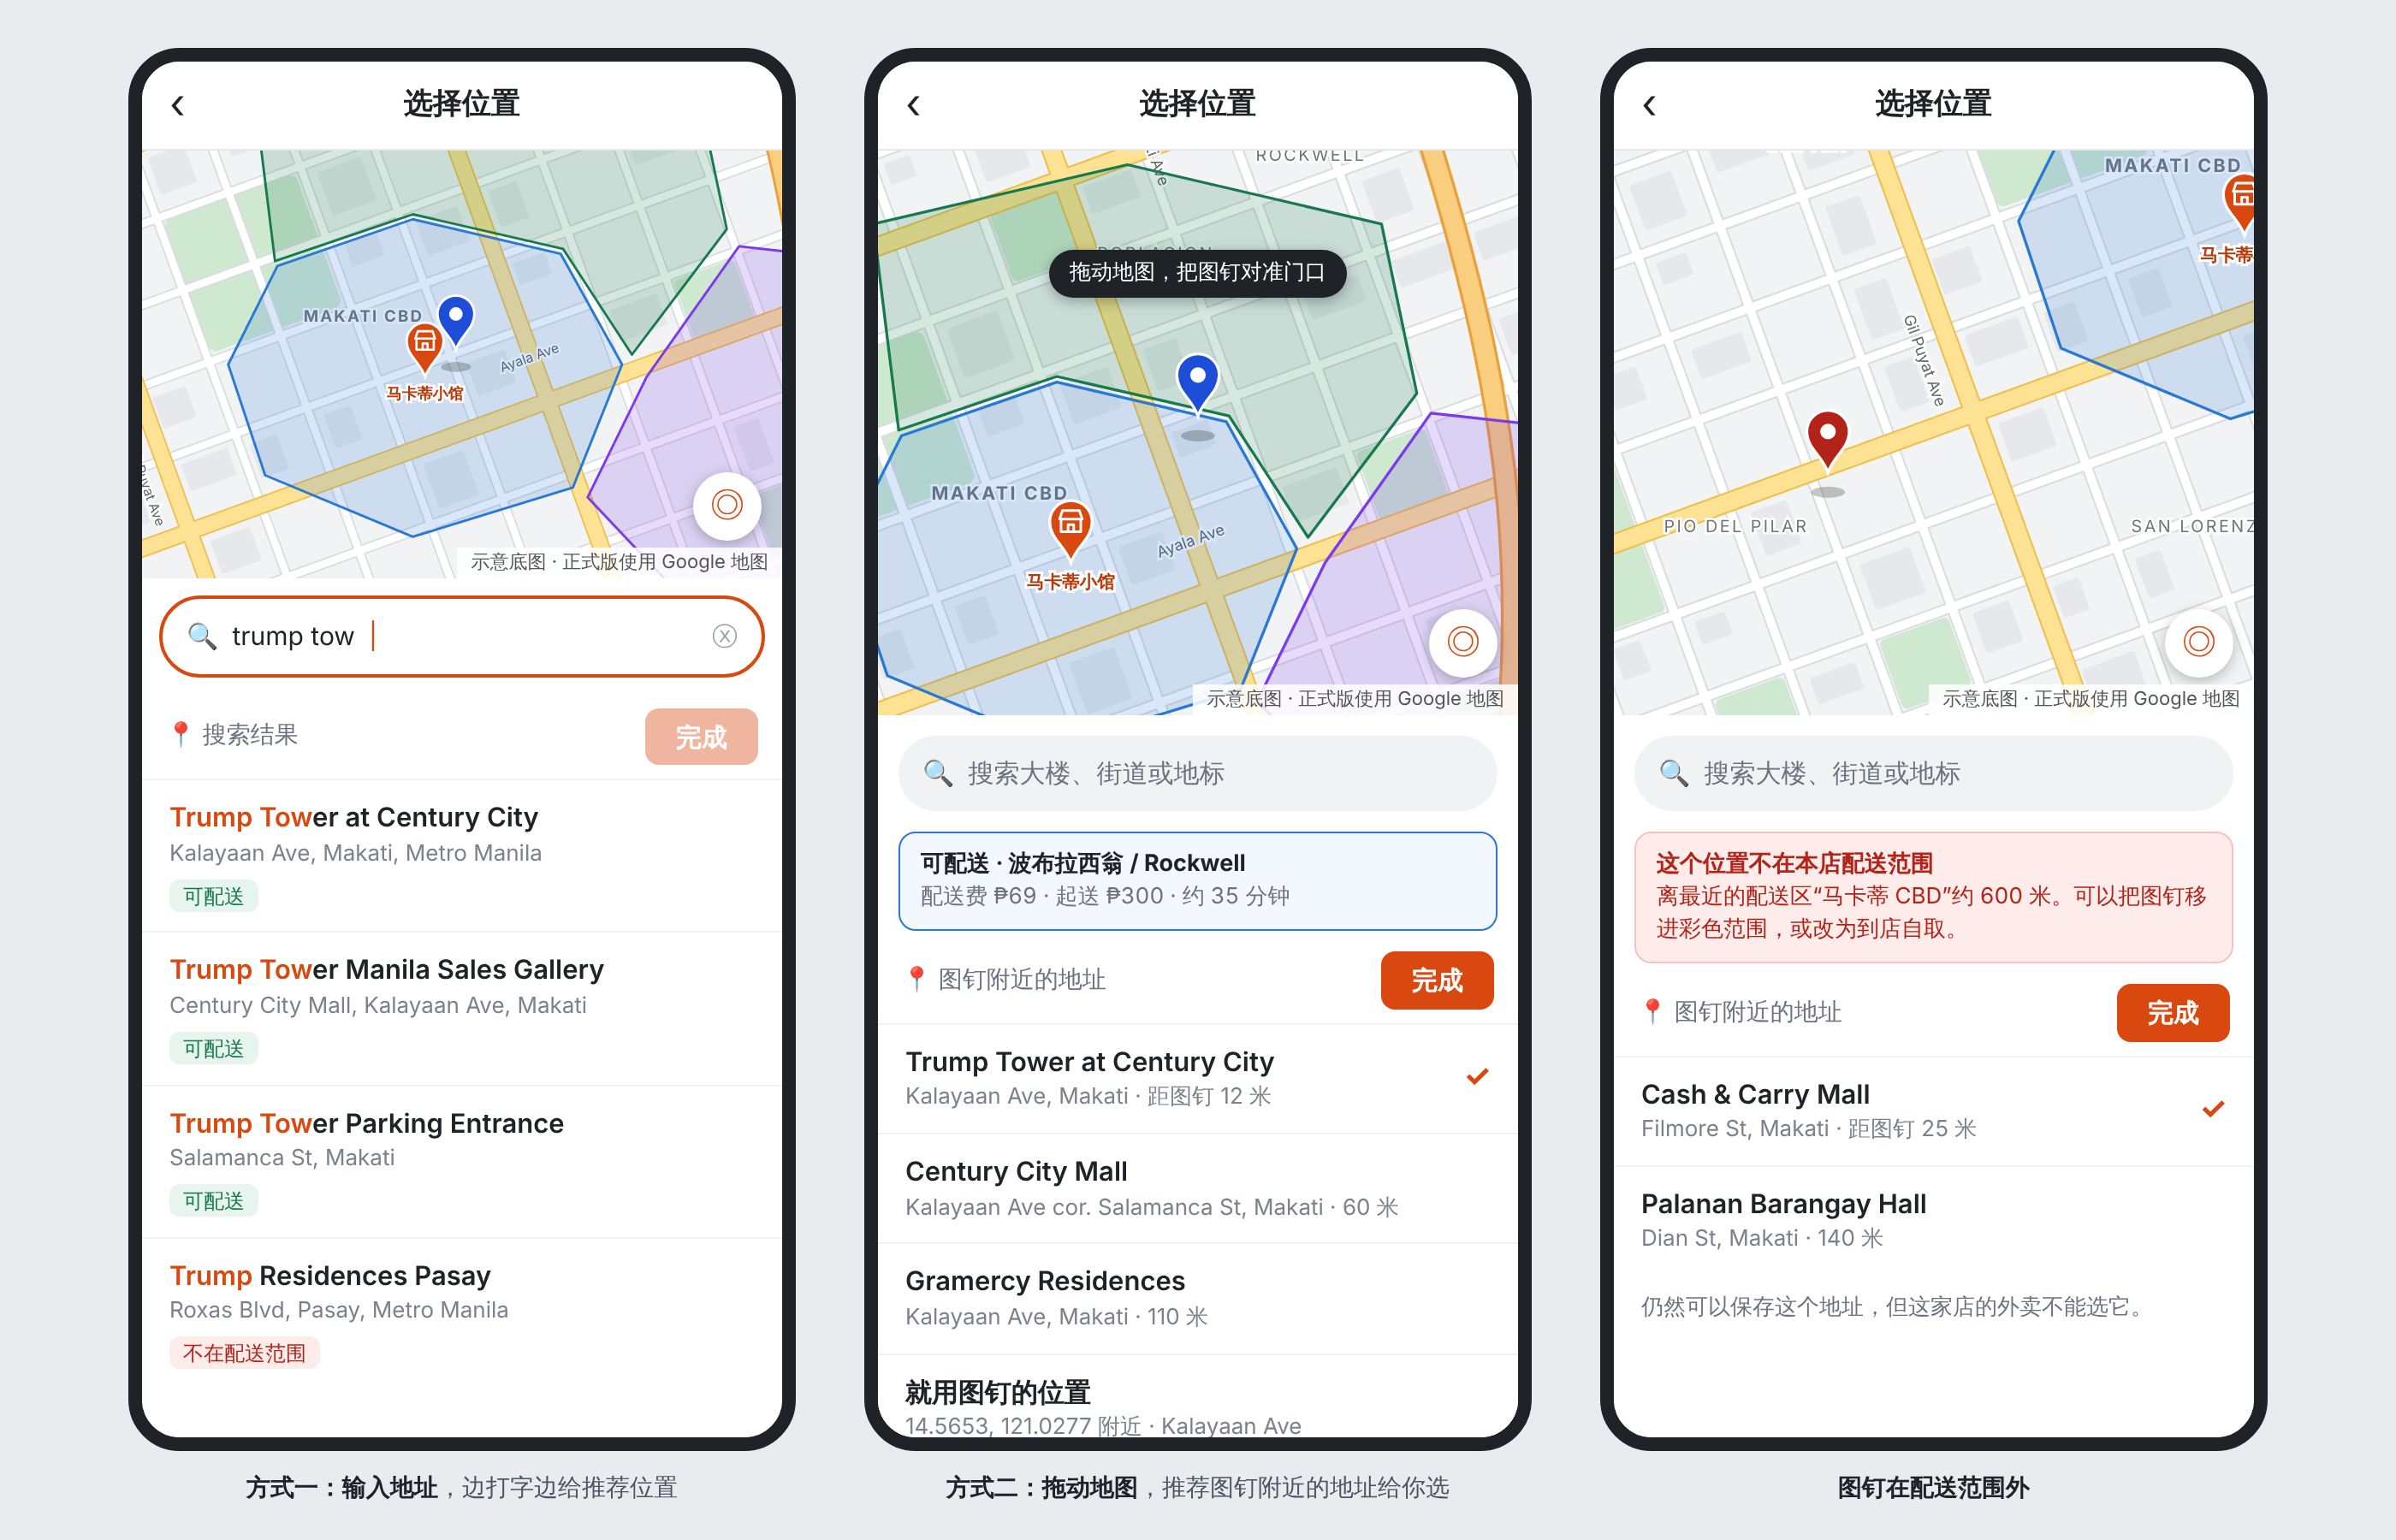 选择位置
MAKATI CBD
Ayala Ave
马卡蒂小馆
Puyat Ave
示意底图 · 正式版使用 Google 地图
trump tow
搜索结果
完成
Trump Tower at Century City
Kalayaan Ave, Makati, Metro Manila
可配送
Trump Tower Manila Sales Gallery
Century City Mall, Kalayaan Ave, Makati
可配送
Trump Tower Parking Entrance
Salamanca St, Makati
可配送
Trump Residences Pasay
Roxas Blvd, Pasay, Metro Manila
不在配送范围
方式一：输入地址，边打字边给推荐位置
选择位置
ROCKWELL
Ave
拖动地图，把图钉对准门口
MAKATI CBD
Ayala Ave
马卡蒂小馆
示意底图 · 正式版使用 Google 地图
搜索大楼、街道或地标
可配送 · 波布拉西翁 / Rockwell
配送费 ₱69 · 起送 ₱300 · 约 35 分钟
图钉附近的地址
完成
Trump Tower at Century City
Kalayaan Ave, Makati · 距图钉 12 米
Century City Mall
Kalayaan Ave cor. Salamanca St, Makati · 60 米
Gramercy Residences
Kalayaan Ave, Makati · 110 米
就用图钉的位置
14.5653, 121.0277 附近 · Kalayaan Ave
方式二：拖动地图，推荐图钉附近的地址给你选
选择位置
MAKATI CBD
马卡蒂
Gil Puyat Ave
PIO DEL PILAR
SAN LORENZ
示意底图 · 正式版使用 Google 地图
搜索大楼、街道或地标
这个位置不在本店配送范围
离最近的配送区“马卡蒂 CBD”约 600 米。可以把图钉移
进彩色范围，或改为到店自取。
图钉附近的地址
完成
Cash & Carry Mall
Filmore St, Makati · 距图钉 25 米
Palanan Barangay Hall
Dian St, Makati · 140 米
仍然可以保存这个地址，但这家店的外卖不能选它。
图钉在配送范围外